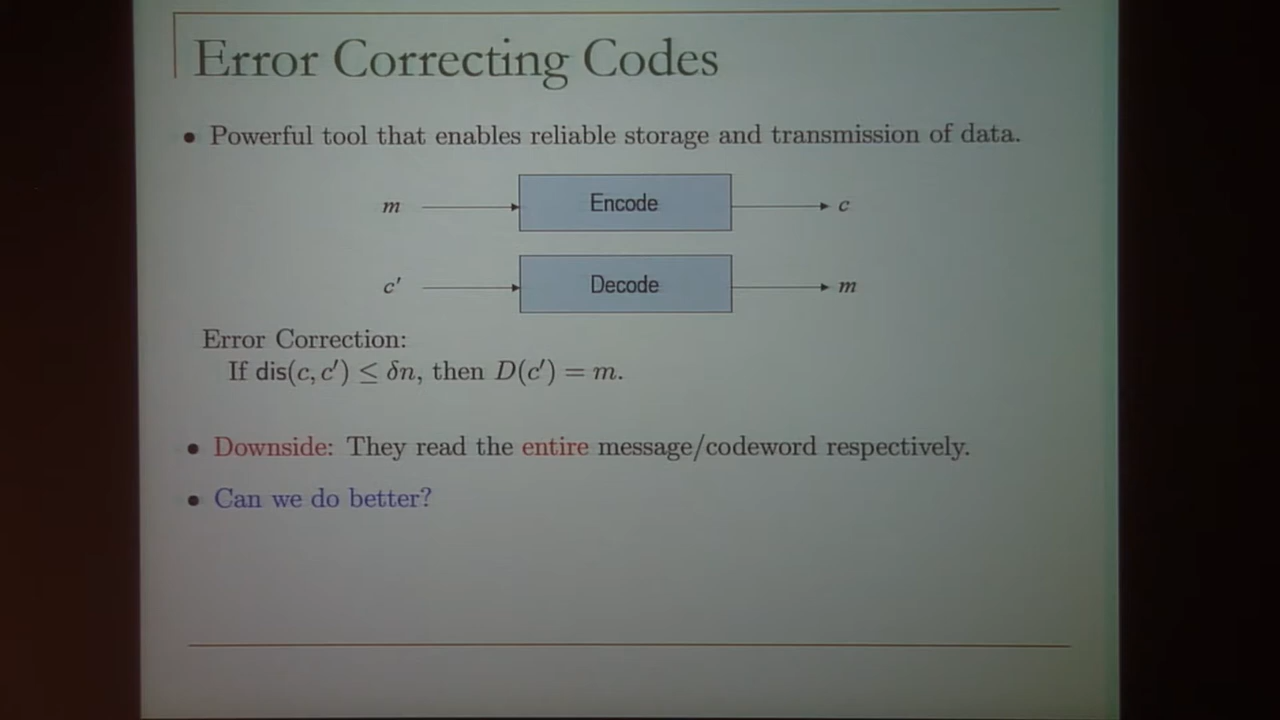 Error Correcting Codes
• Powerful tool that enables reliable storage and transmission of data.
m Encode c
c′ Decode m
Error Correction:
If dis(c, c′) ≤ δn, then D(c′) = m.
• Downside: They read the entire message/codeword respectively.
• Can we do better?